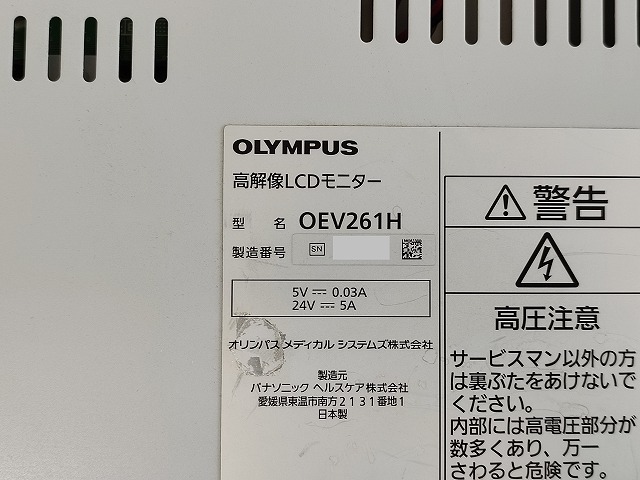 OLYMPUS
高解像LCDモニター
型 名 OEV261H
製造番号 SN
5V⎓0.03A
24V⎓5A
オリンパス メディカル システムズ株式会社
製造元
パナソニック ヘルスケア株式会社
愛媛県東温市南方2131番地1
日本製
警告
高圧注意
サービスマン以外の方
は裏ぶたをあけないで
ください。
内部には高電圧部分が
数多くあり、万一
さわると危険です。